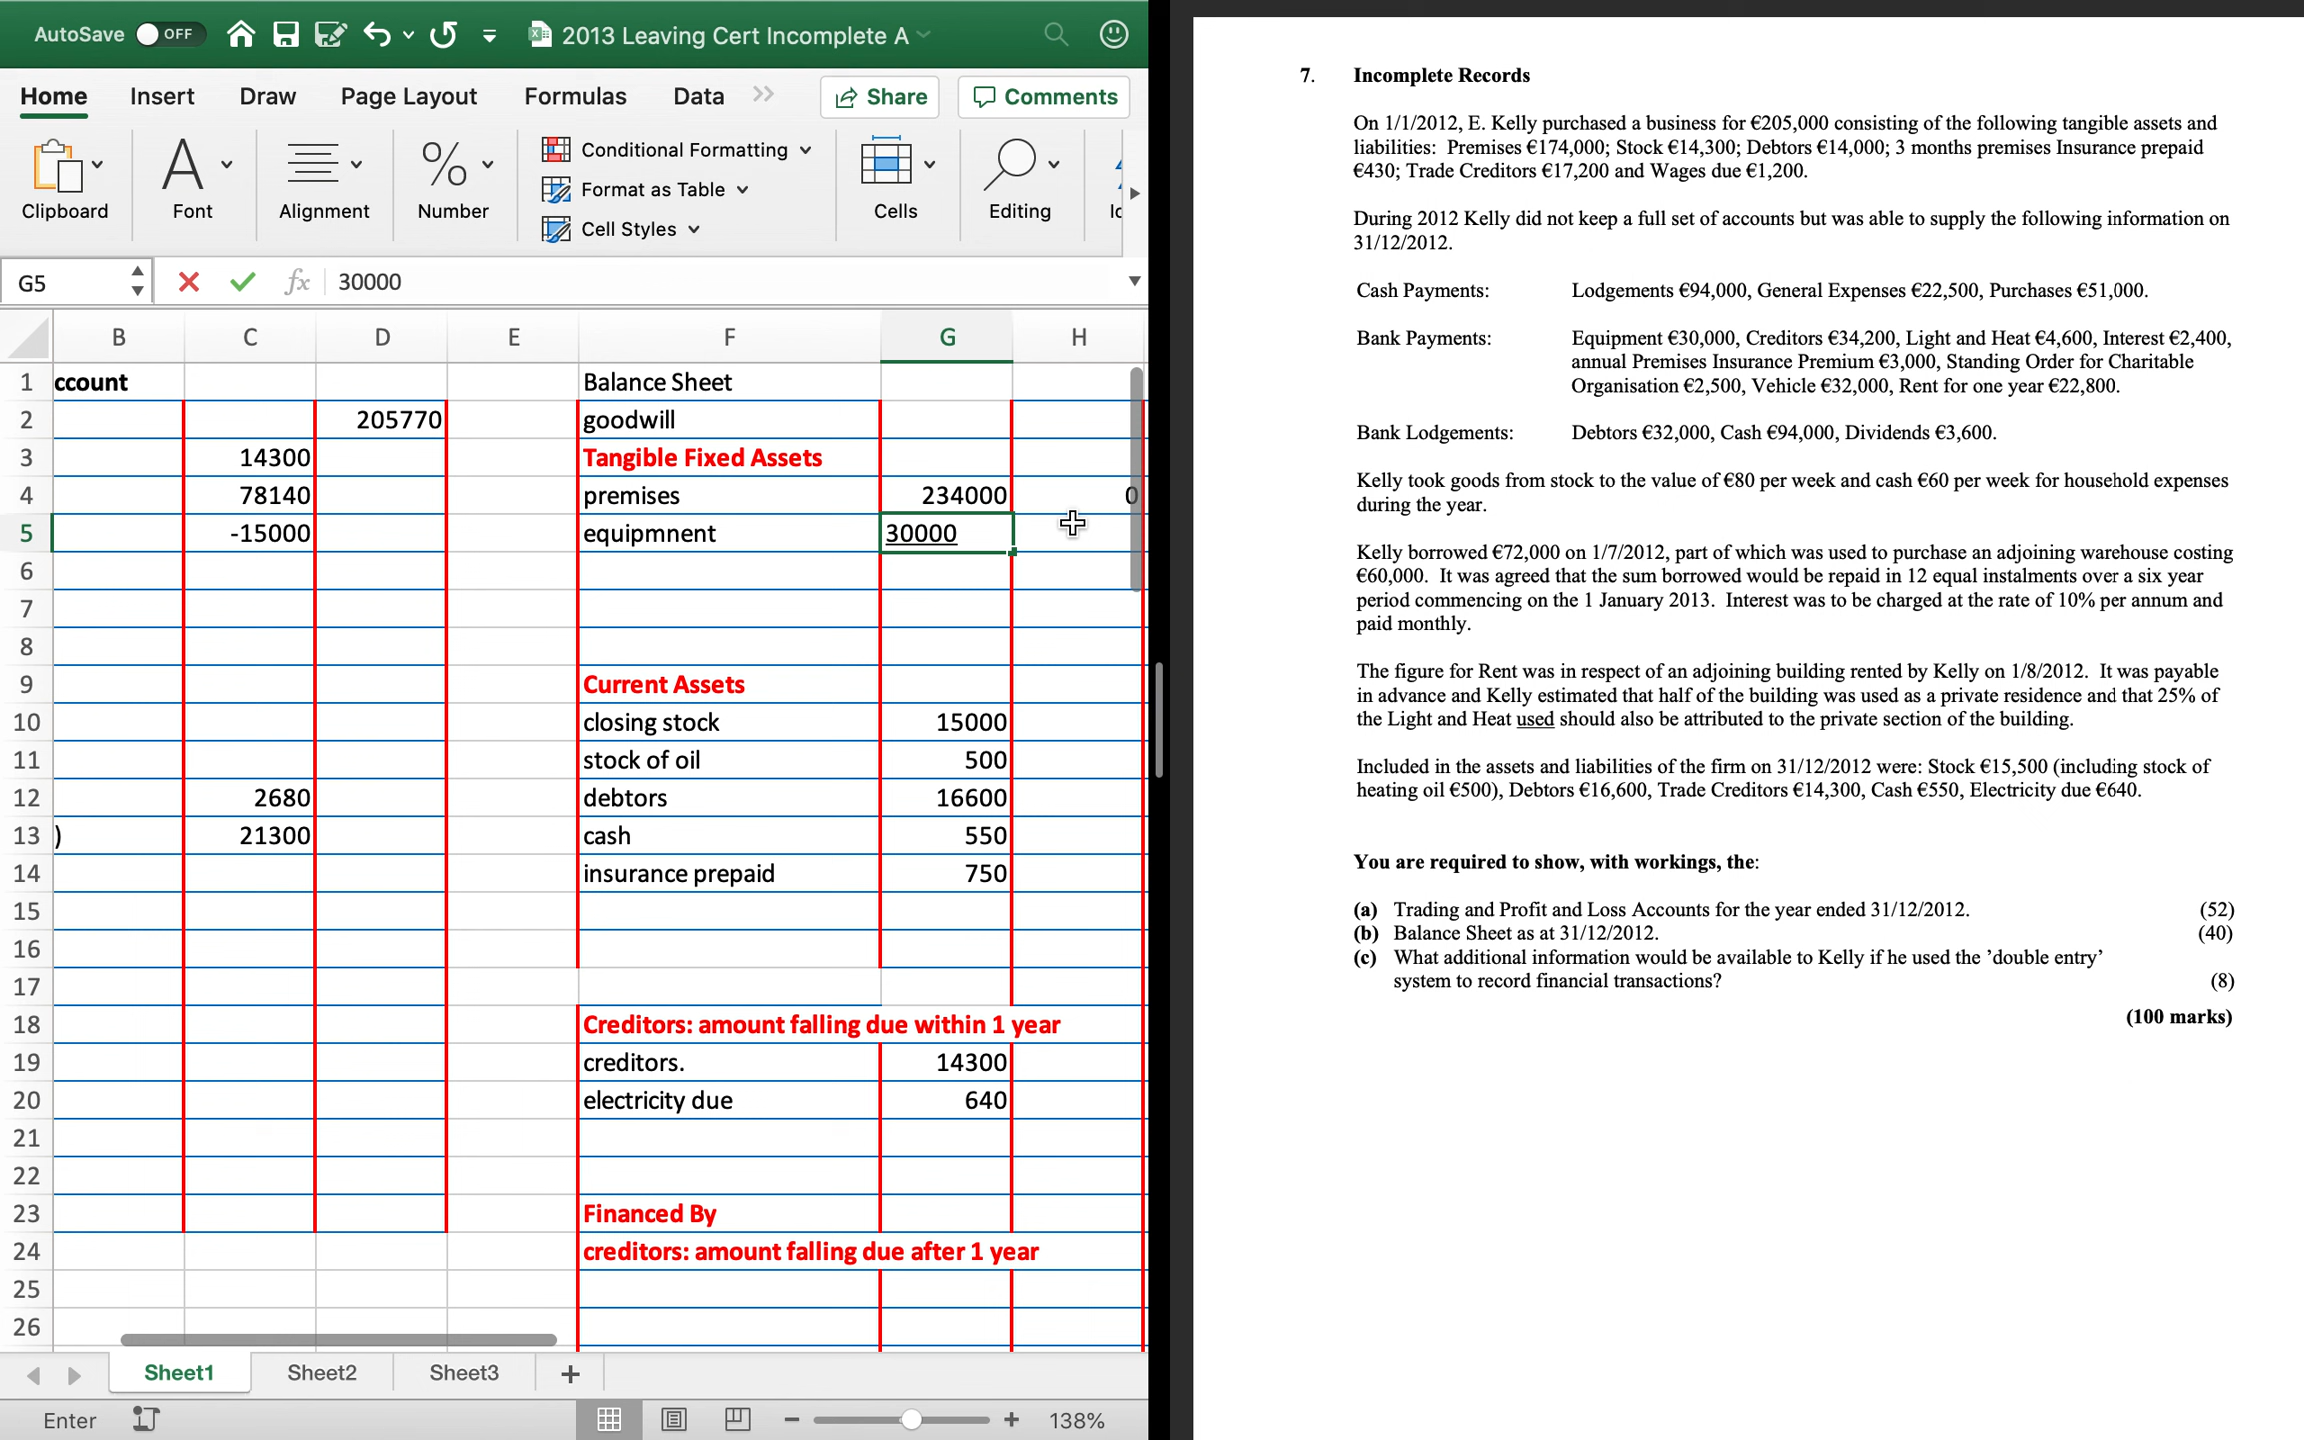 AutoSave OFF 2013 Leaving Cert Incomplete A
Home Insert Draw Page Layout Formulas Data Share Comments
Clipboard Font Alignment Number Conditional Formatting Format as Table Cell Styles Cells Editing
G5 fx 30000
B C D E F G H
1 ccount Balance Sheet
2 205770 goodwill
3 14300 Tangible Fixed Assets
4 78140 premises 234000 0
5 -15000 equipmnent 30000
6
7
8
9 Current Assets
10 closing stock 15000
11 stock of oil 500
12 2680 debtors 16600
13 ) 21300 cash 550
14 insurance prepaid 750
15
16
17
18 Creditors: amount falling due within 1 year
19 creditors. 14300
20 electricity due 640
21
22
23 Financed By
24 creditors: amount falling due after 1 year
25
26
Sheet1 Sheet2 Sheet3 +
Enter 138%
7. Incomplete Records
On 1/1/2012, E. Kelly purchased a business for €205,000 consisting of the following tangible assets and
liabilities: Premises €174,000; Stock €14,300; Debtors €14,000; 3 months premises Insurance prepaid
€430; Trade Creditors €17,200 and Wages due €1,200.
During 2012 Kelly did not keep a full set of accounts but was able to supply the following information on
31/12/2012.
Cash Payments: Lodgements €94,000, General Expenses €22,500, Purchases €51,000.
Bank Payments: Equipment €30,000, Creditors €34,200, Light and Heat €4,600, Interest €2,400,
annual Premises Insurance Premium €3,000, Standing Order for Charitable
Organisation €2,500, Vehicle €32,000, Rent for one year €22,800.
Bank Lodgements: Debtors €32,000, Cash €94,000, Dividends €3,600.
Kelly took goods from stock to the value of €80 per week and cash €60 per week for household expenses
during the year.
Kelly borrowed €72,000 on 1/7/2012, part of which was used to purchase an adjoining warehouse costing
€60,000. It was agreed that the sum borrowed would be repaid in 12 equal instalments over a six year
period commencing on the 1 January 2013. Interest was to be charged at the rate of 10% per annum and
paid monthly.
The figure for Rent was in respect of an adjoining building rented by Kelly on 1/8/2012. It was payable
in advance and Kelly estimated that half of the building was used as a private residence and that 25% of
the Light and Heat used should also be attributed to the private section of the building.
Included in the assets and liabilities of the firm on 31/12/2012 were: Stock €15,500 (including stock of
heating oil €500), Debtors €16,600, Trade Creditors €14,300, Cash €550, Electricity due €640.
You are required to show, with workings, the:
(a) Trading and Profit and Loss Accounts for the year ended 31/12/2012. (52)
(b) Balance Sheet as at 31/12/2012. (40)
(c) What additional information would be available to Kelly if he used the ’double entry’
system to record financial transactions? (8)
(100 marks)